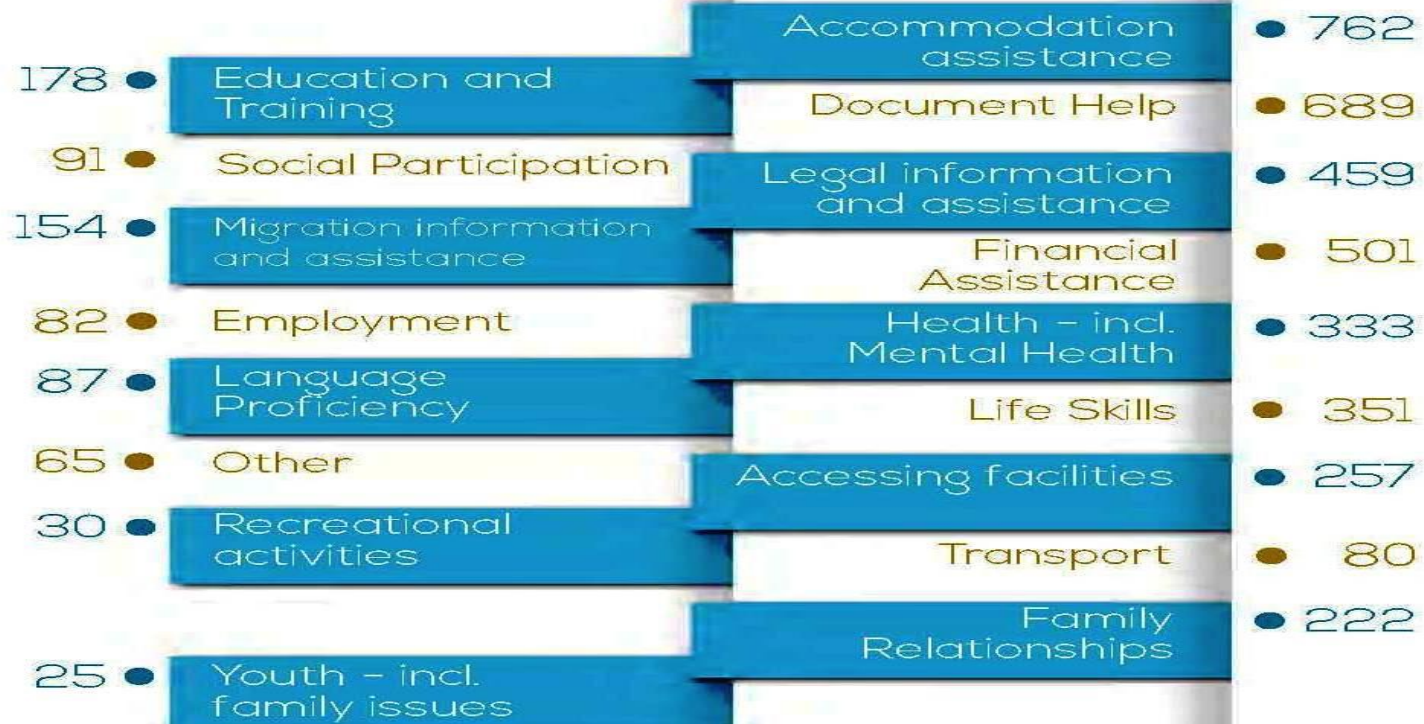 178 Education and
Training
91 Social Participation
154 Migration information
and assistance
82 Employment
87 Language
Proficiency
65 Other
30 Recreational
activities
25 Youth – incl.
family issues
Accommodation 762
assistance
Document Help 689
Legal information 459
and assistance
Financial 501
Assistance
Health – incl. 333
Mental Health
Life Skills 351
Accessing facilities 257
Transport 80
Family 222
Relationships